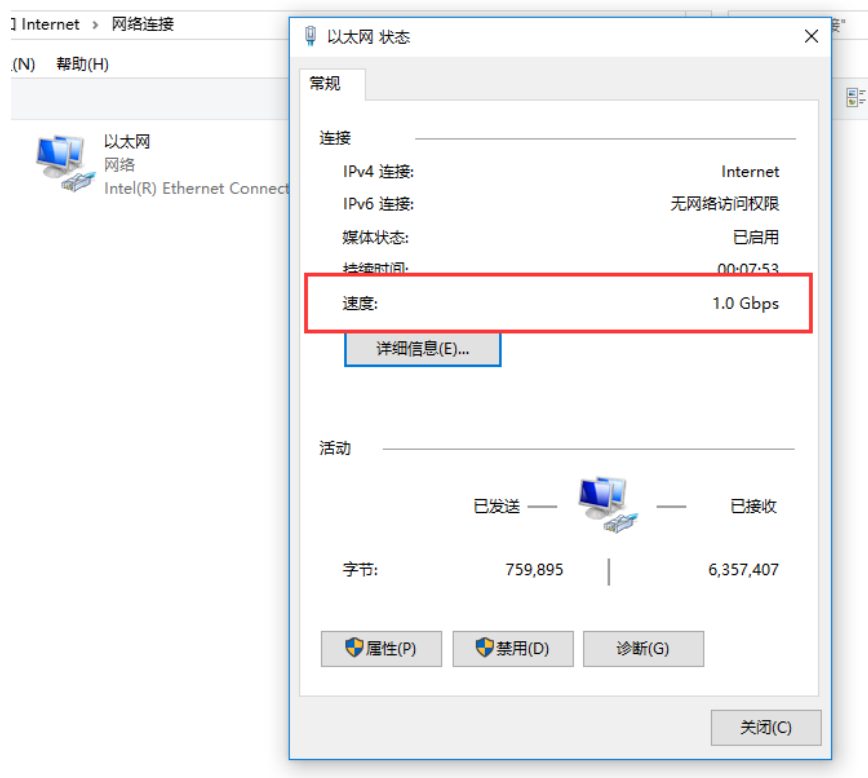 Internet › 网络连接
(N) 帮助(H)
以太网
网络
Intel(R) Ethernet Connect
以太网 状态
常规
连接
IPv4 连接: Internet
IPv6 连接: 无网络访问权限
媒体状态: 已启用
持续时间: 00:07:53
速度: 1.0 Gbps
详细信息(E)...
活动
已发送 — — 已接收
字节: 759,895 6,357,407
属性(P) 禁用(D) 诊断(G)
关闭(C)